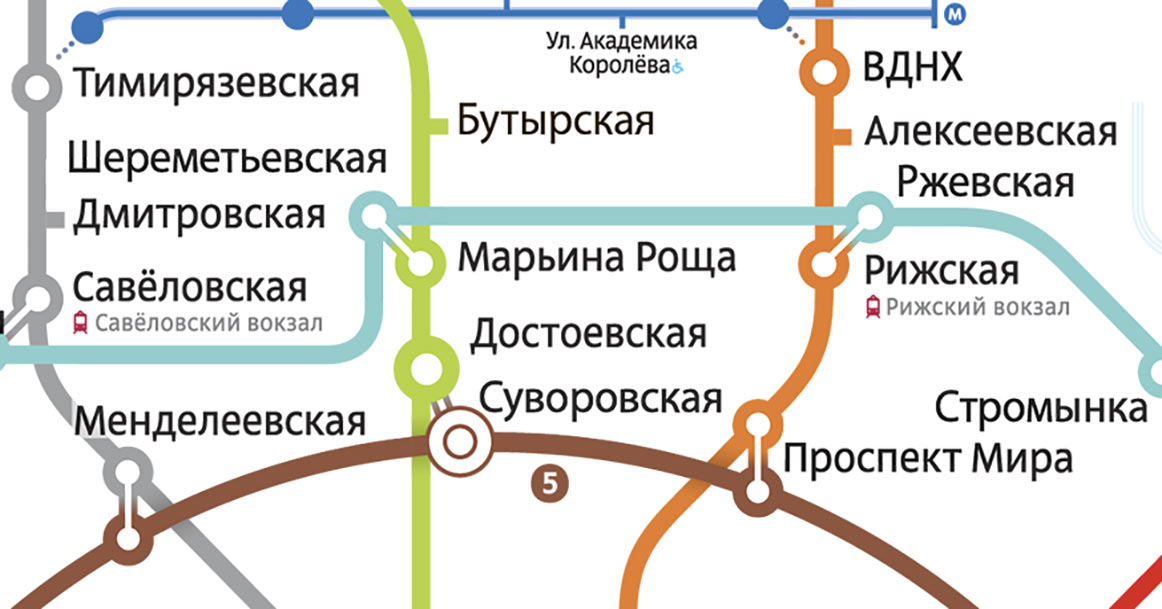 М
Ул. Академика
Королёва
Тимирязевская
ВДНХ
Бутырская
Алексеевская
Шереметьевская
Ржевская
Дмитровская
Марьина Роща
Рижская
Рижский вокзал
Савёловская
Савёловский вокзал
Достоевская
Суворовская
Стромынка
Менделеевская
Проспект Мира
5